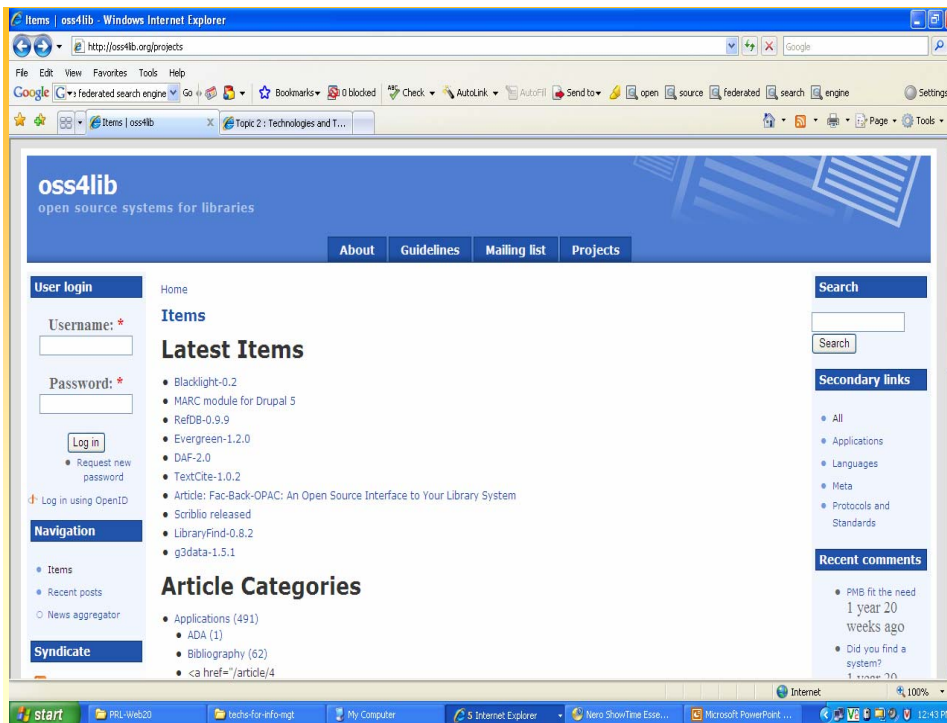 Items | oss4lib - Windows Internet Explorer
http://oss4lib.org/projects
Google
File Edit View Favorites Tools Help
Google federated search engine Go Bookmarks 0 blocked ABC Check AutoLink AutoFill Send to open source federated search engine Settings
Items | oss4lib X Topic 2 : Technologies and T... Page Tools
oss4lib
open source systems for libraries
About Guidelines Mailing list Projects
User login
Username: *
Password: *
Log in
Request new
password
Log in using OpenID
Navigation
Items
Recent posts
News aggregator
Syndicate
Home
Items
Latest Items
Blacklight-0.2
MARC module for Drupal 5
RefDB-0.9.9
Evergreen-1.2.0
DAF-2.0
TextCite-1.0.2
Article: Fac-Back-OPAC: An Open Source Interface to Your Library System
Scriblio released
LibraryFind-0.8.2
g3data-1.5.1
Article Categories
Applications (491)
ADA (1)
Bibliography (62)
<a href="/article/4
Search
Search
Secondary links
All
Applications
Languages
Meta
Protocols and
Standards
Recent comments
PMB fit the need
1 year 20
weeks ago
Did you find a
system?
1 year 20
Internet 100%
start PRL-Web20 techs-for-info-mgt My Computer 5 Internet Explorer Nero ShowTime Esse... Microsoft PowerPoint ... 12:43